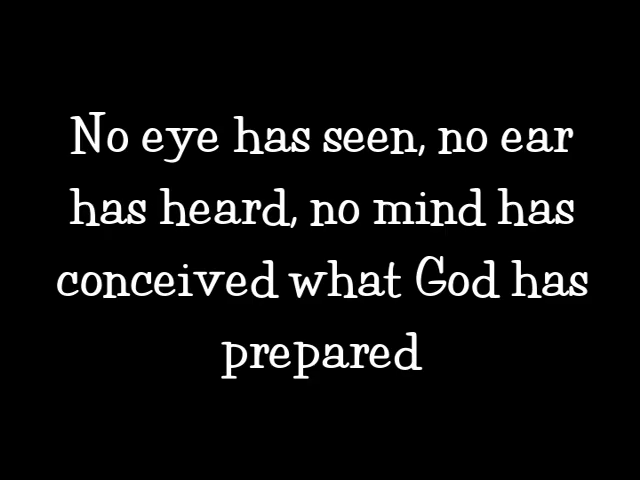 No eye has seen, no ear
has heard, no mind has
conceived what God has
prepared